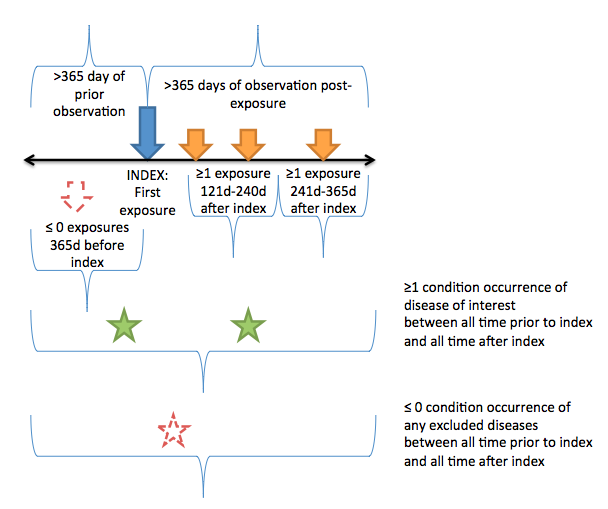 >365 day of
prior
observation
>365 days of observation post-
exposure
INDEX:
First
exposure
≥1 exposure
121d-240d
after index
≥1 exposure
241d-365d
after index
≤ 0 exposures
365d before
index
≥1 condition occurrence of
disease of interest
between all time prior to index
and all time after index
≤ 0 condition occurrence of
any excluded diseases
between all time prior to index
and all time after index